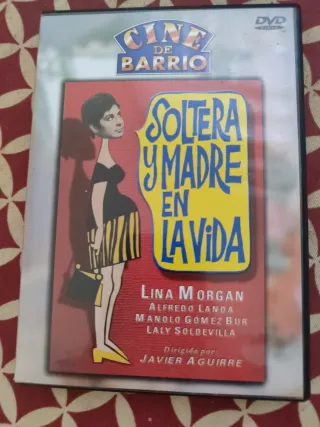 CINE
DE
BARRIO
DVD
SOLTERA
Y MADRE
EN
LA VIDA
LINA MORGAN
ALFREDO LANDA
MANOLO GOMEZ BUR
LALY SOLDEVILLA
Dirigida por:
JAVIER AGUIRRE